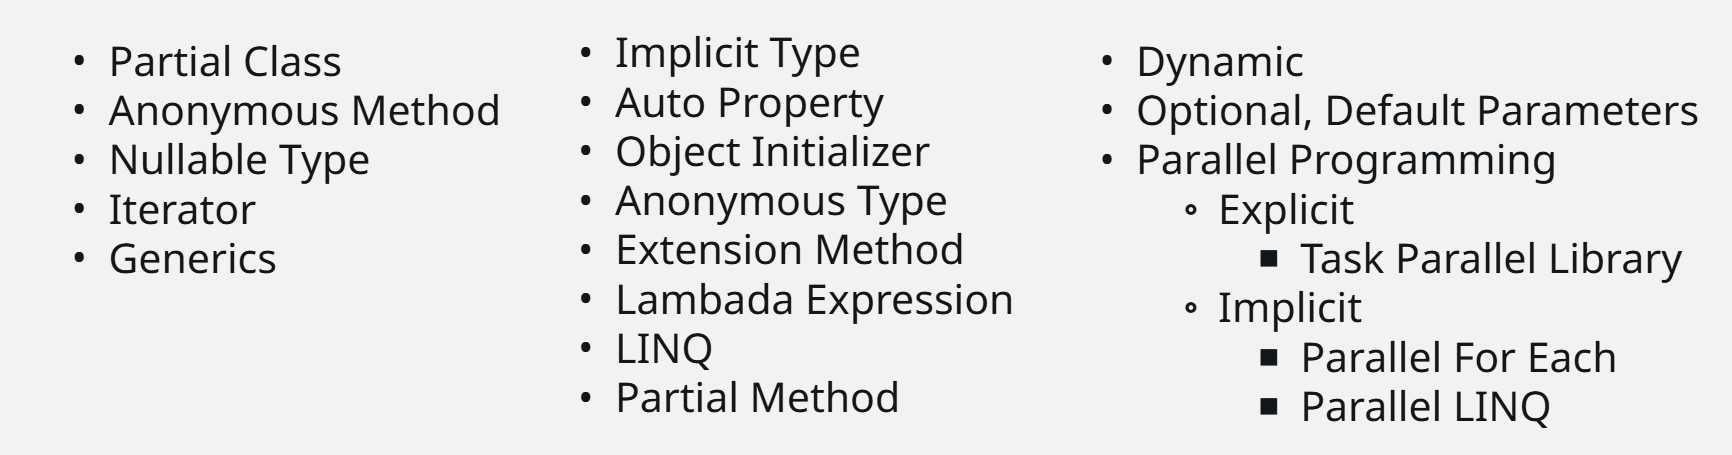 • Partial Class
• Anonymous Method
• Nullable Type
• Iterator
• Generics
• Implicit Type
• Auto Property
• Object Initializer
• Anonymous Type
• Extension Method
• Lambada Expression
• LINQ
• Partial Method
• Dynamic
• Optional, Default Parameters
• Parallel Programming
∘ Explicit
▪ Task Parallel Library
∘ Implicit
▪ Parallel For Each
▪ Parallel LINQ